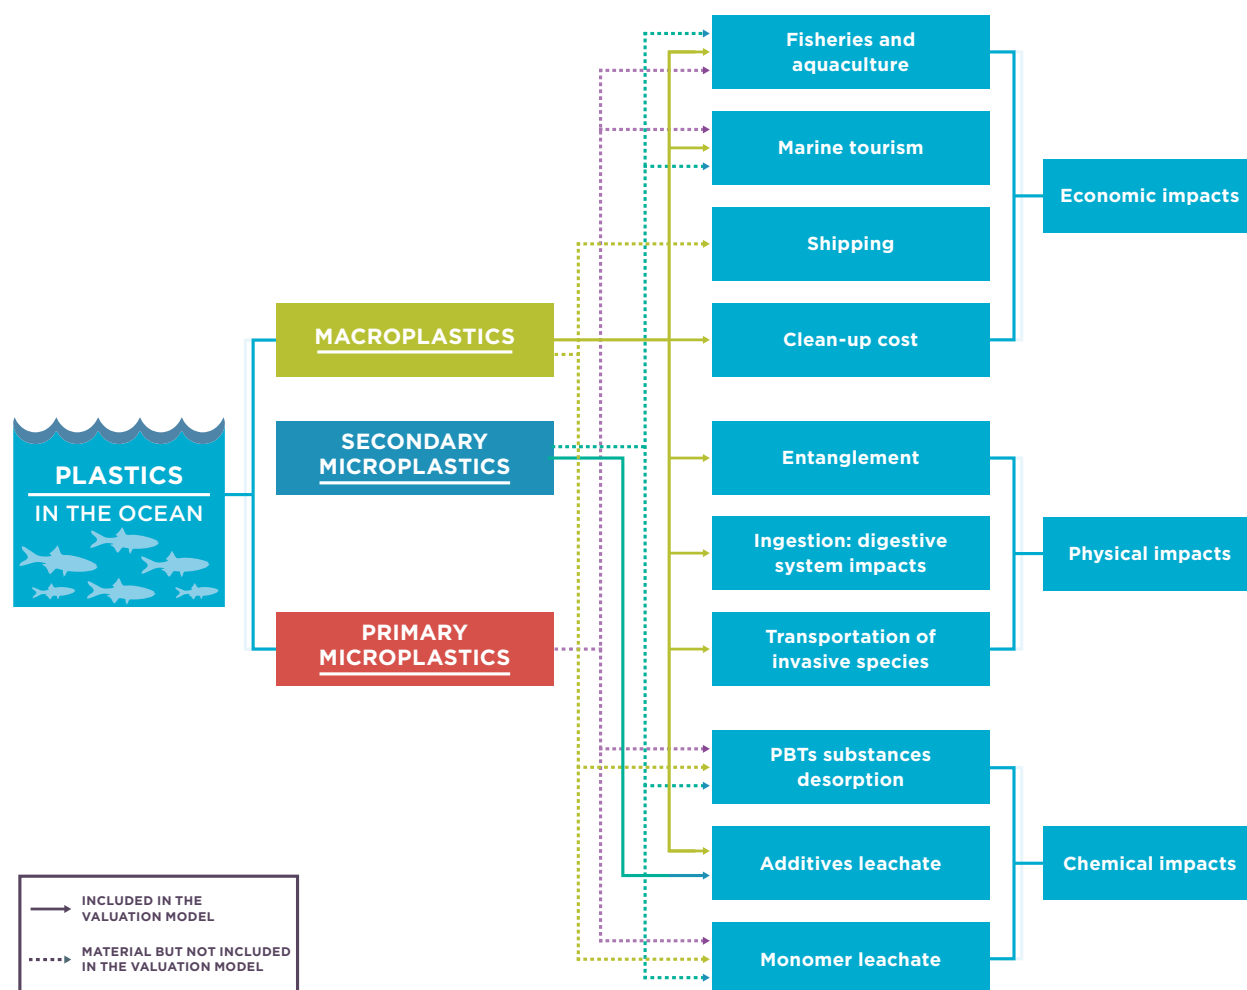 PLASTICS
IN THE OCEAN
MACROPLASTICS
SECONDARY
MICROPLASTICS
PRIMARY
MICROPLASTICS
Fisheries and
aquaculture
Marine tourism
Shipping
Clean-up cost
Entanglement
Ingestion: digestive
system impacts
Transportation of
invasive species
PBTs substances
desorption
Additives leachate
Monomer leachate
Economic impacts
Physical impacts
Chemical impacts
INCLUDED IN THE
VALUATION MODEL
MATERIAL BUT NOT INCLUDED
IN THE VALUATION MODEL